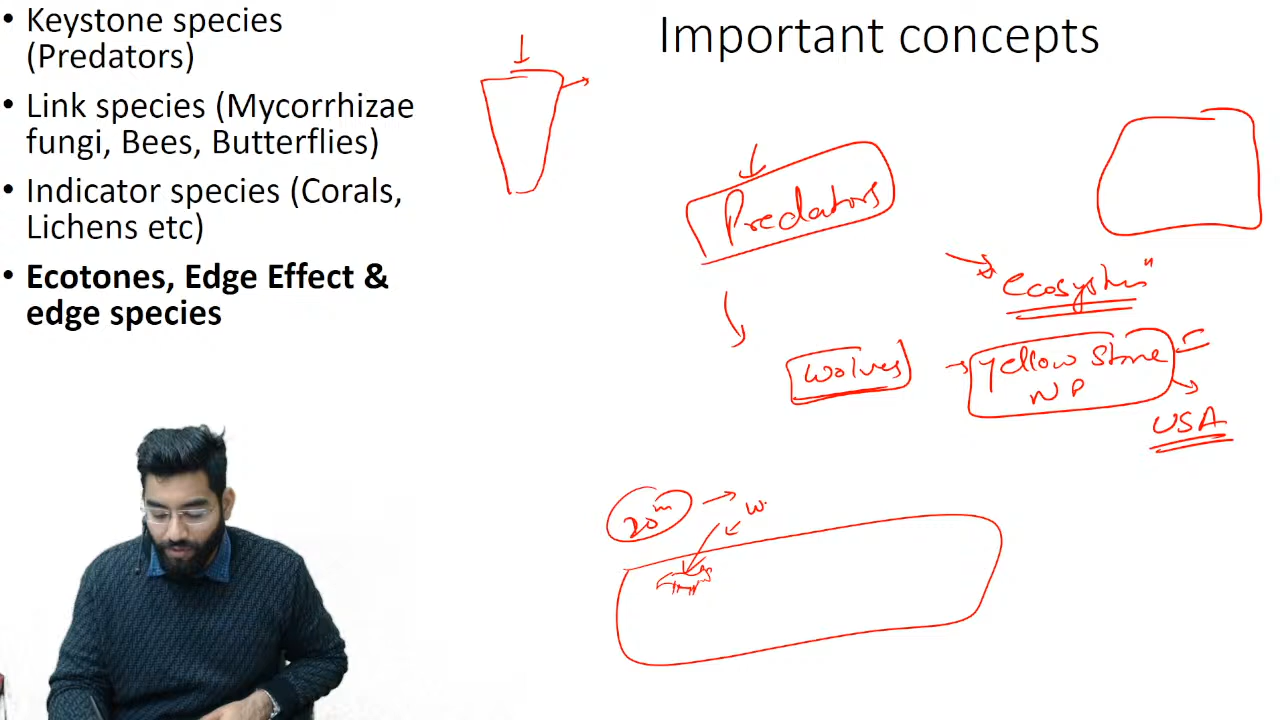 Important concepts
• Keystone species
(Predators)
• Link species (Mycorrhizae
fungi, Bees, Butterflies)
• Indicator species (Corals,
Lichens etc)
• Ecotones, Edge Effect &
edge species
Predators
ecosystem"
wolves
Yellow Stone
NP
USA
20th
w